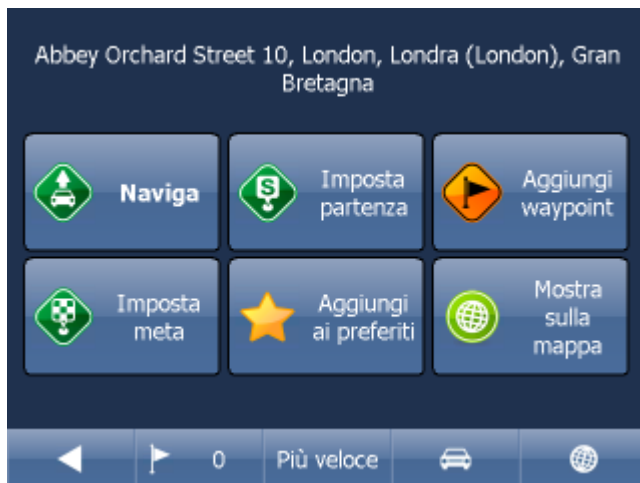 Abbey Orchard Street 10, London, Londra (London), Gran
Bretagna
Naviga
Imposta
partenza
Aggiungi
waypoint
Imposta
meta
Aggiungi
ai preferiti
Mostra
sulla
mappa
0
Più veloce